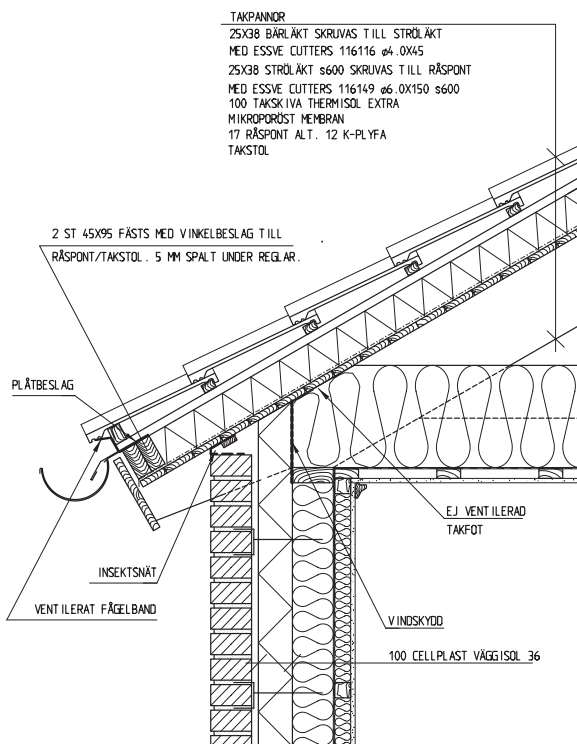 TAKPANNOR
25X38 BÄRLÄKT SKRUVAS TILL STRÖLÄKT
MED ESSVE CUTTERS 116116 ø4.0X45
25X38 STRÖLÄKT s600 SKRUVAS TILL RÅSPONT
MED ESSVE CUTTERS 116149 ø6.0X150 s600
100 TAKSKIVA THERMISOL EXTRA
MIKROPORÖST MEMBRAN
17 RÅSPONT ALT. 12 K-PLYFA
TAKSTOL
2 ST 45X95 FÄSTS MED VINKELBESLAG TILL
RÅSPONT/TAKSTOL. 5 MM SPALT UNDER REGLAR.
PLÅTBESLAG
EJ VENTILERAD
TAKFOT
INSEKTSNÄT
VENTILERAT FÅGELBAND
VINDSKYDD
100 CELLPLAST VÄGGISOL 36